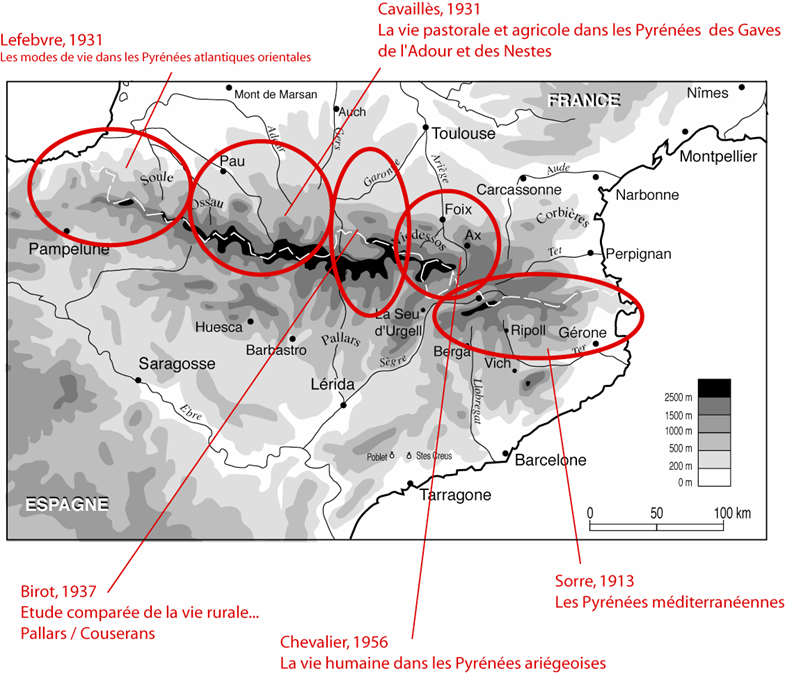 Cavaillès, 1931
La vie pastorale et agricole dans les Pyrénées des Gaves
de l'Adour et des Nestes
Lefebvre, 1931
Les modes de vie dans les Pyrénées atlantiques orientales
Mont de Marsan
FRANCE
Nîmes
Auch
Adour
Gers
Toulouse
Montpellier
Pau
Soule
Garonne
Ariège
Aude
Carcassonne
Narbonne
Ossau
Foix
Corbières
Pampelune
Vicdessos
Ax
Tet
Perpignan
Huesca
La Seu
d'Urgell
Ripoll
Gérone
Barbastro
Pallars
Berga
Ter
Saragosse
Sègre
Vich
Lérida
Llobregat
2500 m
1500 m
1000 m
500 m
200 m
0 m
Ebre
Poblet
Stes Creus
Barcelone
ESPAGNE
Tarragone
0 50 100 km
Birot, 1937
Etude comparée de la vie rurale...
Pallars / Couserans
Sorre, 1913
Les Pyrénées méditerranéennes
Chevalier, 1956
La vie humaine dans les Pyrénées ariégeoises